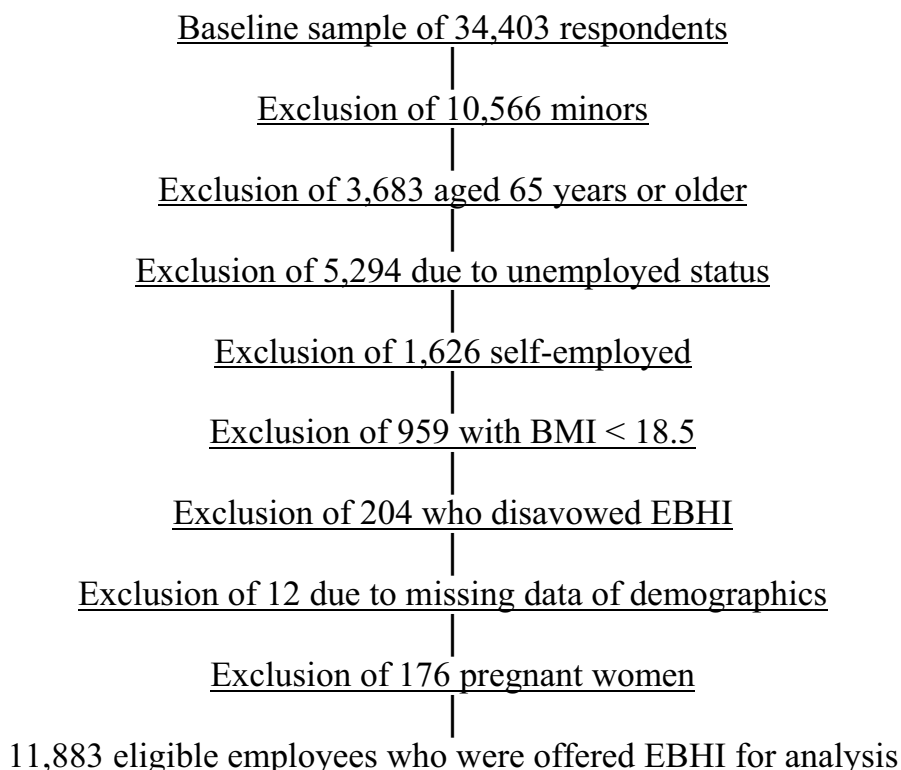 Baseline sample of 34,403 respondents
Exclusion of 10,566 minors
Exclusion of 3,683 aged 65 years or older
Exclusion of 5,294 due to unemployed status
Exclusion of 1,626 self-employed
Exclusion of 959 with BMI < 18.5
Exclusion of 204 who disavowed EBHI
Exclusion of 12 due to missing data of demographics
Exclusion of 176 pregnant women
11,883 eligible employees who were offered EBHI for analysis